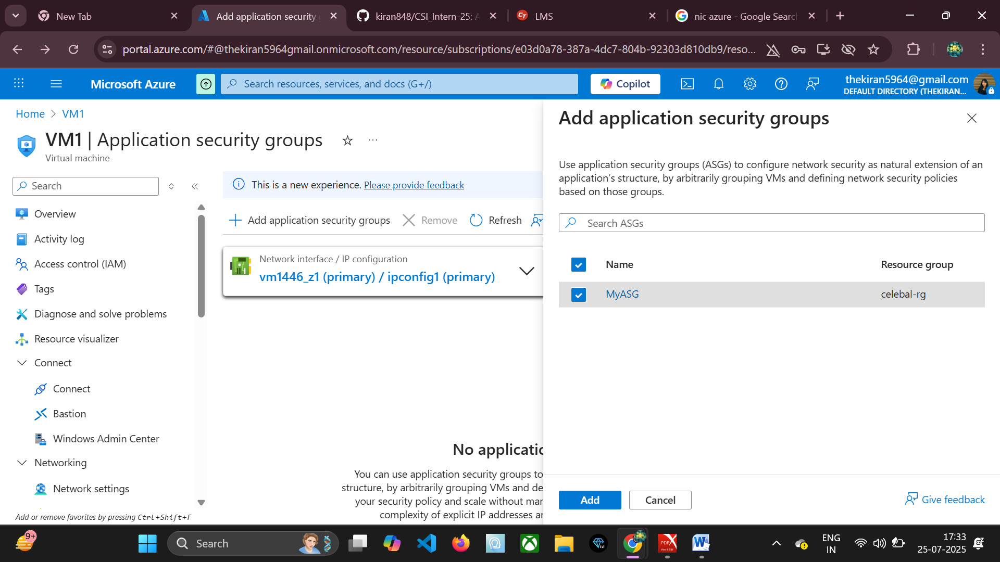 New Tab
Add application security g
kiran848/CSI_Intern-25: A
LMS
nic azure - Google Search
portal.azure.com/#@thekiran5964gmail.onmicrosoft.com/resource/subscriptions/e03d0a78-387a-4dc7-804b-92303d810db9/reso...
Microsoft Azure
Search resources, services, and docs (G+/)
Copilot
thekiran5964@gmail.com
DEFAULT DIRECTORY (THEKIRAN...
Home > VM1
VM1 | Application security groups
...
Virtual machine
Search
Overview
Activity log
Access control (IAM)
Tags
Diagnose and solve problems
Resource visualizer
Connect
Connect
Bastion
Windows Admin Center
Networking
Network settings
Add or remove favorites by pressing Ctrl+Shift+F
This is a new experience. Please provide feedback
Add application security groups
Remove
Refresh
Network interface / IP configuration
vm1446_z1 (primary) / ipconfig1 (primary)
No applicatio
You can use application security groups to
structure, by arbitrarily grouping VMs and de
your security policy and scale without mar
complexity of explicit IP addresses ar
Add application security groups
Use application security groups (ASGs) to configure network security as natural extension of an
application's structure, by arbitrarily grouping VMs and defining network security policies
based on those groups.
Search ASGs
Name
Resource group
MyASG
celebal-rg
Add
Cancel
Give feedback
9+
Search
PDFX
View & Edit
ENG
IN
17:33
25-07-2025